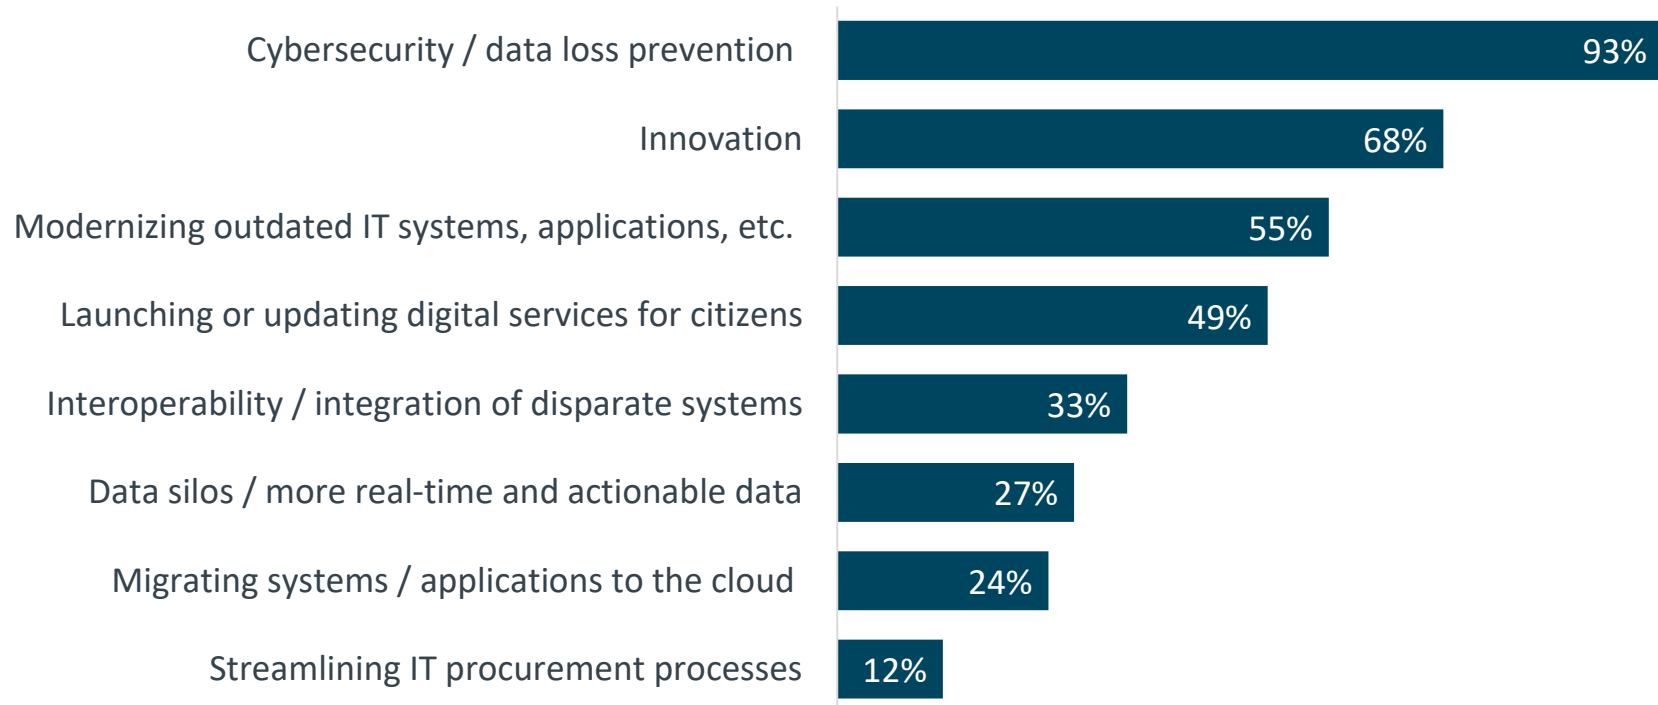 Cybersecurity / data loss prevention 93%
Innovation 68%
Modernizing outdated IT systems, applications, etc. 55%
Launching or updating digital services for citizens 49%
Interoperability / integration of disparate systems 33%
Data silos / more real-time and actionable data 27%
Migrating systems / applications to the cloud 24%
Streamlining IT procurement processes 12%